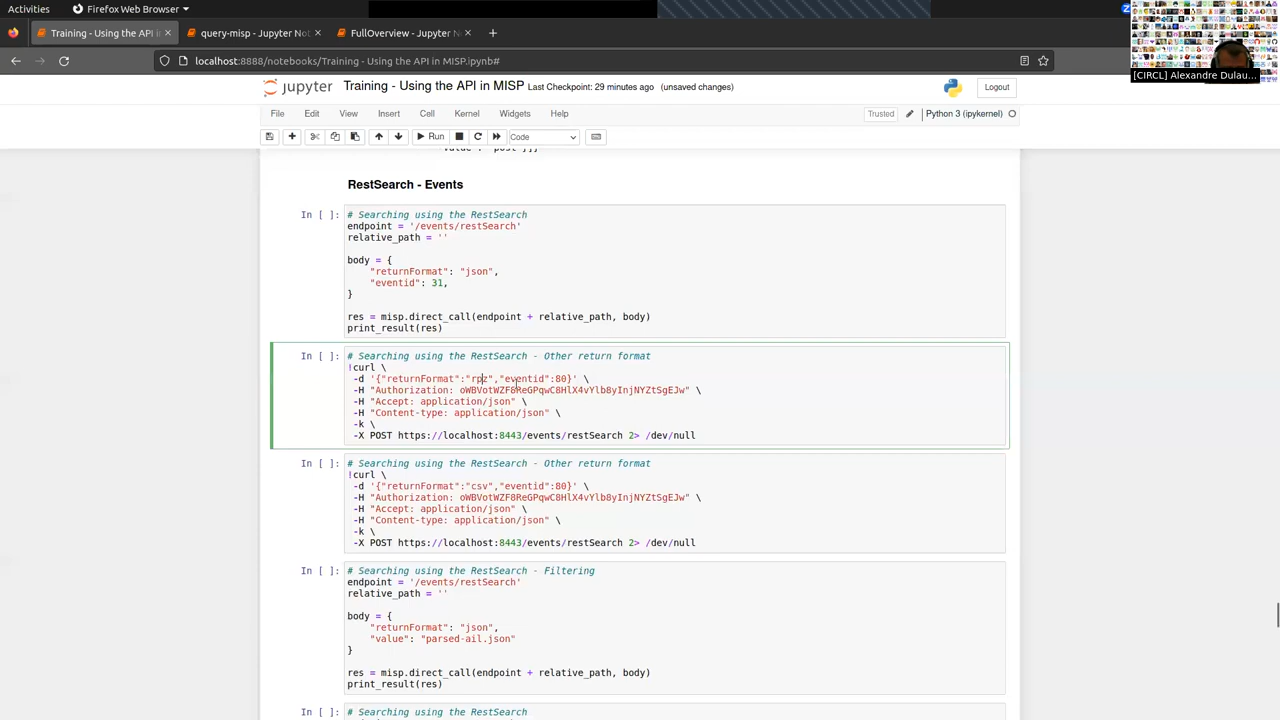 Activities
Firefox Web Browser
Training - Using the API i
query-misp - Jupyter Not
FullOverview - Jupyter
localhost:8888/notebooks/Training - Using the API in
[CIRCL] Alexandre Dulau...
jupyter Training - Using the API in MISP Last Checkpoint: 29 minutes ago (unsaved changes)
Logout
File Edit View Insert Cell Kernel Widgets Help
Trusted
Python 3 (ipykernel)
Run
Code
RestSearch - Events
In [ ]: # Searching using the RestSearch
endpoint = '/events/restSearch'
relative_path = ''
body = {
"returnFormat": "json",
"eventid": 31,
}
res = misp.direct_call(endpoint + relative_path, body)
print_result(res)
In [ ]: # Searching using the RestSearch - Other return format
!curl \
-d '{"returnFormat":"rpz","eventid":80}' \
-H "Authorization: oWBVotWZF8ReGPqwC8HlX4vYlb8yInjNYZtSgEJw" \
-H "Accept: application/json" \
-H "Content-type: application/json" \
-k \
-X POST https://localhost:8443/events/restSearch 2> /dev/null
In [ ]: # Searching using the RestSearch - Other return format
!curl \
-d '{"returnFormat":"csv","eventid":80}' \
-H "Authorization: oWBVotWZF8ReGPqwC8HlX4vYlb8yInjNYZtSgEJw" \
-H "Accept: application/json" \
-H "Content-type: application/json" \
-k \
-X POST https://localhost:8443/events/restSearch 2> /dev/null
In [ ]: # Searching using the RestSearch - Filtering
endpoint = '/events/restSearch'
relative_path = ''
body = {
"returnFormat": "json",
"value": "parsed-ail.json"
}
res = misp.direct_call(endpoint + relative_path, body)
print_result(res)
In [ ]: # Searching using the RestSearch